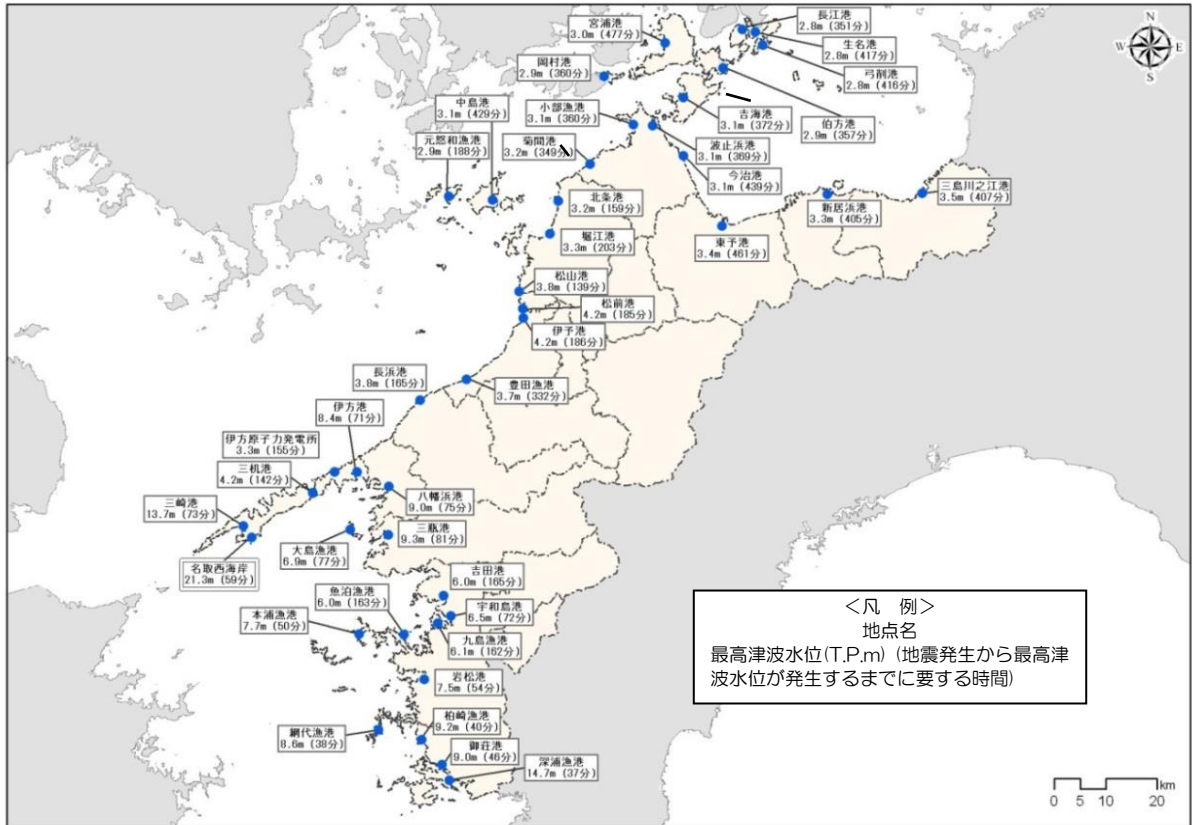 長江港
2.8m (351分)
宮浦港
3.0m (477分)
生名港
2.8m (417分)
弓削港
2.8m (416分)
岡村港
2.9m (360分)
伯方港
2.9m (357分)
中島港
3.1m (429分)
小部漁港
3.1m (360分)
吉海港
3.1m (372分)
元怒和漁港
2.9m (188分)
菊間港
3.2m (349分)
波止浜港
3.1m (369分)
今治港
3.1m (439分)
三島川之江港
3.5m (407分)
新居浜港
3.3m (405分)
北条港
3.2m (159分)
堀江港
3.3m (203分)
東予港
3.4m (461分)
松山港
3.8m (139分)
松前港
4.2m (185分)
伊予港
4.2m (186分)
長浜港
3.8m (165分)
豊田漁港
3.7m (332分)
伊方港
8.4m (71分)
伊方原子力発電所
3.3m (155分)
三机港
4.2m (142分)
八幡浜港
9.0m (75分)
三崎港
13.7m (73分)
三瓶港
9.3m (81分)
大島漁港
6.9m (77分)
名取西海岸
21.3m (59分)
吉田港
6.0m (165分)
魚泊漁港
6.0m (163分)
宇和島港
6.5m (72分)
本浦漁港
7.7m (50分)
九島漁港
6.1m (162分)
岩松港
7.5m (54分)
柏崎漁港
9.2m (40分)
網代漁港
8.6m (38分)
御荘港
9.0m (46分)
深浦漁港
14.7m (37分)
＜凡　例＞
地点名
最高津波水位(T.P.m) (地震発生から最高津
波水位が発生するまでに要する時間)
N
W E
S
km
0 5 10 20